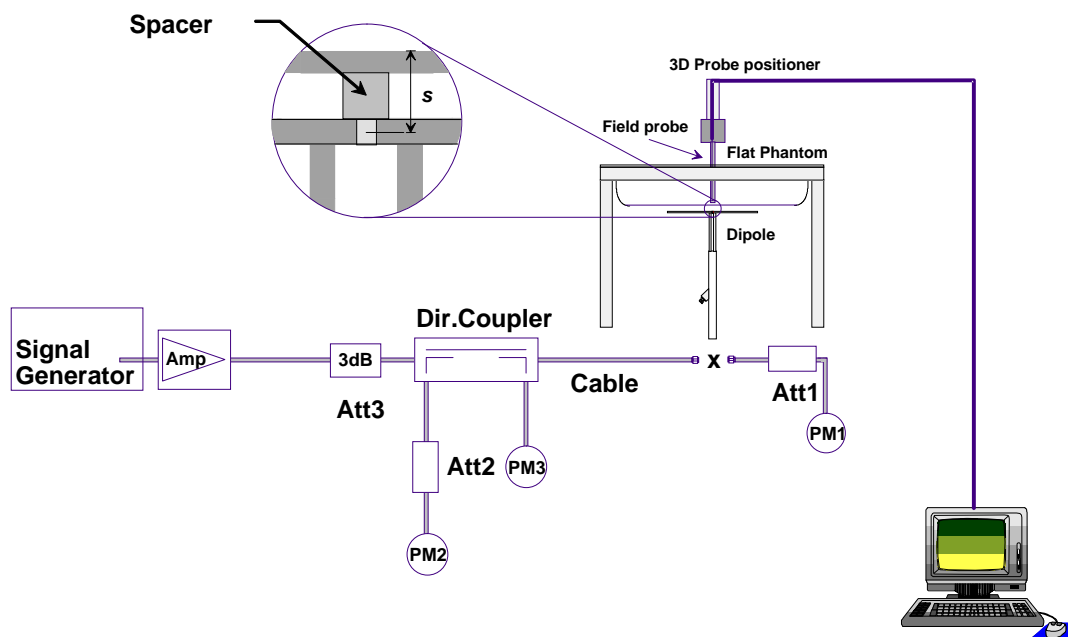 Spacer
s
3D Probe positioner
Field probe
Flat Phantom
Dipole
Signal
Generator
Amp
3dB
Att3
Dir.Coupler
Cable
x
Att1
PM1
Att2
PM3
PM2